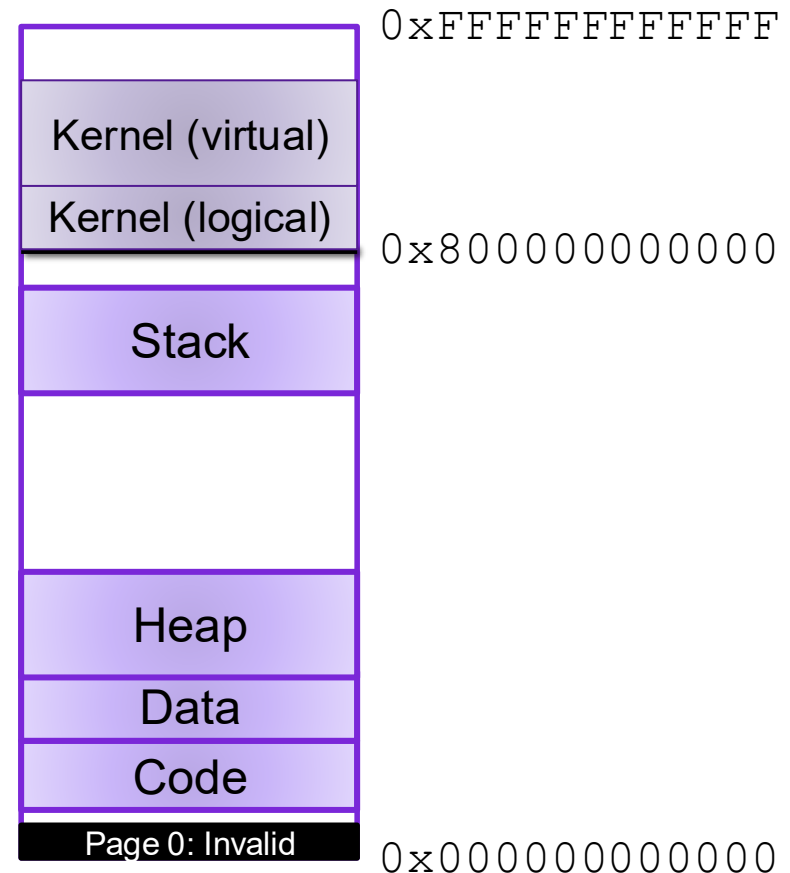 0xFFFFFFFFFFFF
Kernel (virtual)
Kernel (logical)
0x800000000000
Stack
Heap
Data
Code
Page 0: Invalid
0x000000000000